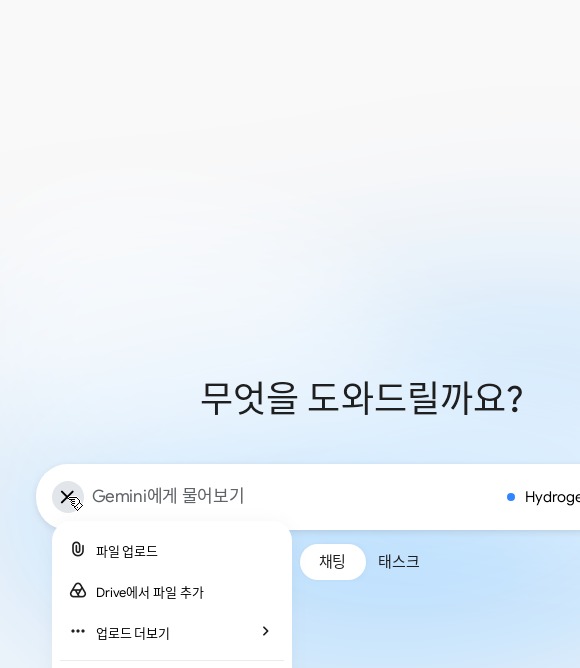 무엇을 도와드릴까요?
Gemini에게 물어보기
Hydroge
파일 업로드
Drive에서 파일 추가
업로드 더보기
채팅
태스크